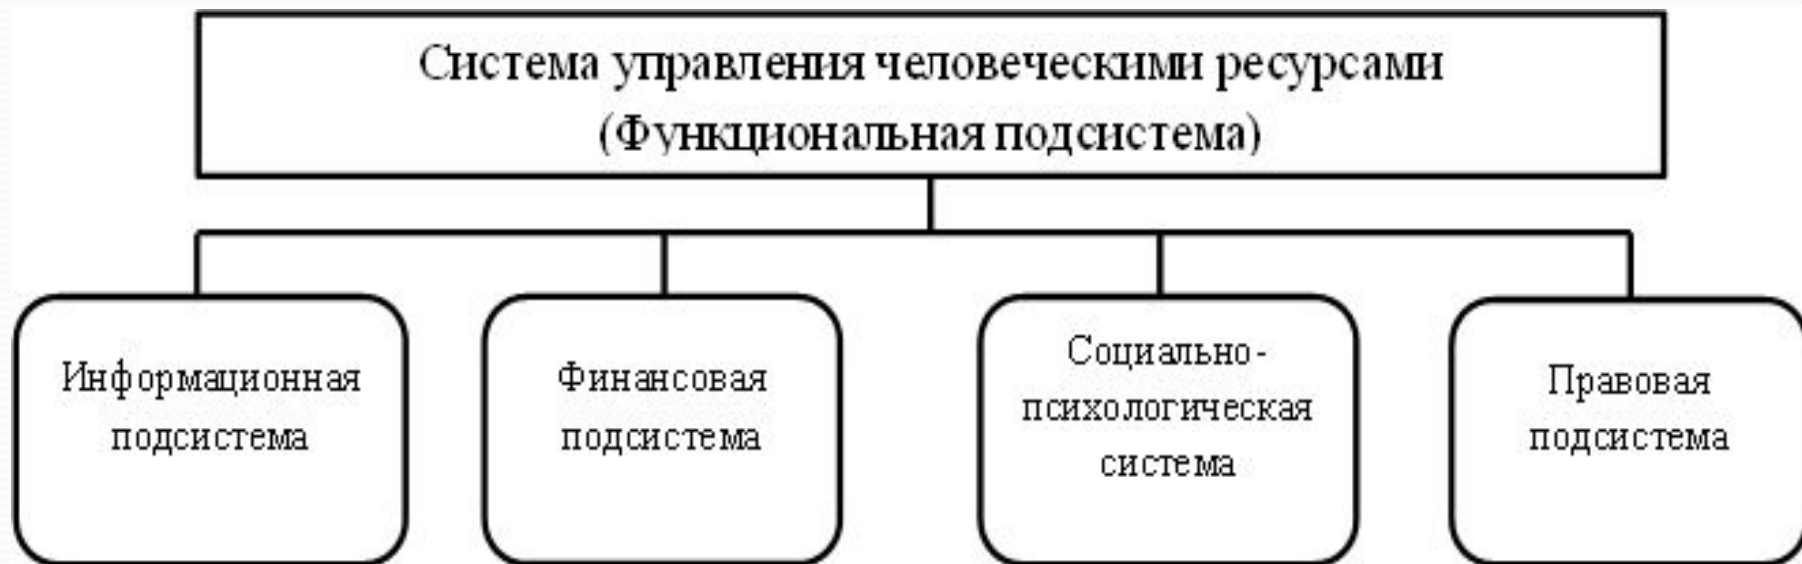 Система управления человеческими ресурсами
(Функциональная подсистема)
Информационная
подсистема
Финансовая
подсистема
Социально-
психологическая
система
Правовая
подсистема